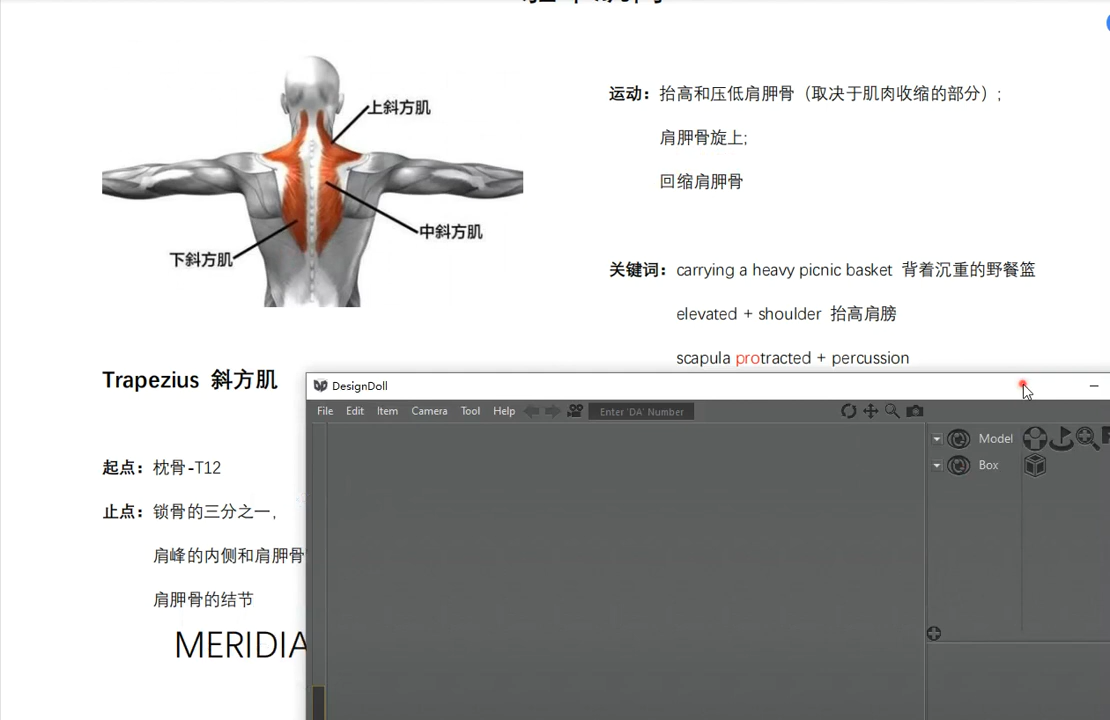 上斜方肌
中斜方肌
下斜方肌
运动：抬高和压低肩胛骨（取决于肌肉收缩的部分）;
肩胛骨旋上;
回缩肩胛骨
关键词：carrying a heavy picnic basket 背着沉重的野餐篮
elevated + shoulder 抬高肩膀
scapula protracted + percussion
Trapezius 斜方肌
起点：枕骨-T12
止点：锁骨的三分之一，
肩峰的内侧和肩胛骨
肩胛骨的结节
MERIDIA
DesignDoll
File Edit Item Camera Tool Help Enter 'DA' Number
Model
Box